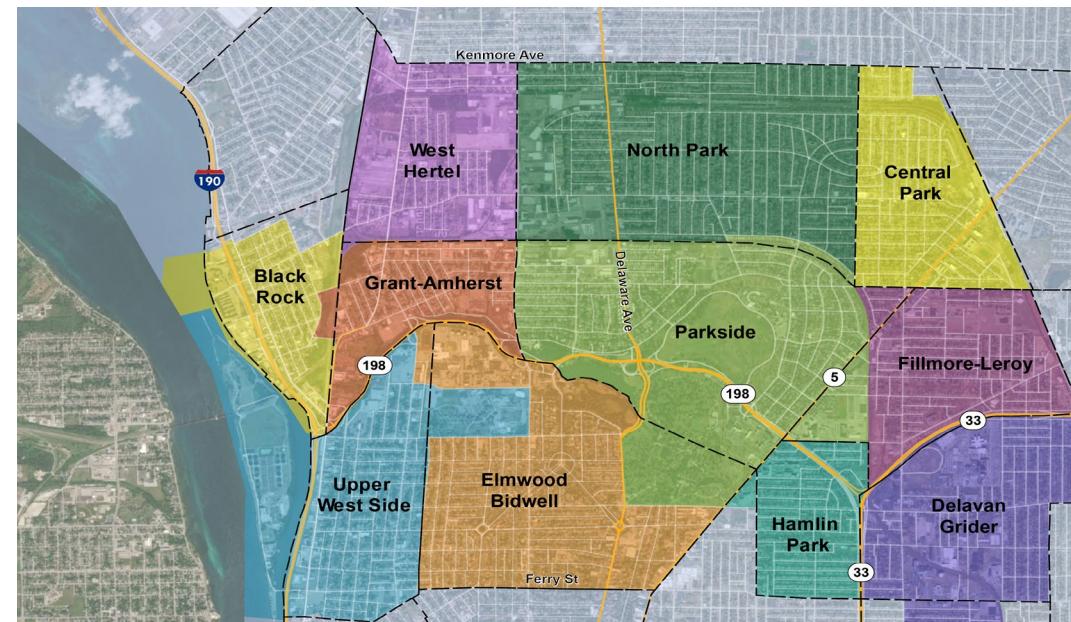 Kenmore Ave
West
Hertel
North Park
Central
Park
190
Black
Rock
Grant-Amherst
Delaware Ave
Parkside
Fillmore-Leroy
198
5
198
33
Upper
West Side
Elmwood
Bidwell
Hamlin
Park
Delavan
Grider
33
Ferry St